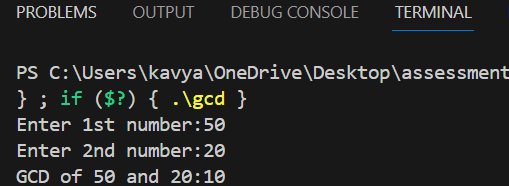 PROBLEMS OUTPUT DEBUG CONSOLE TERMINAL
PS C:\Users\kavya\OneDrive\Desktop\assessment
} ; if ($?) { .\gcd }
Enter 1st number:50
Enter 2nd number:20
GCD of 50 and 20:10